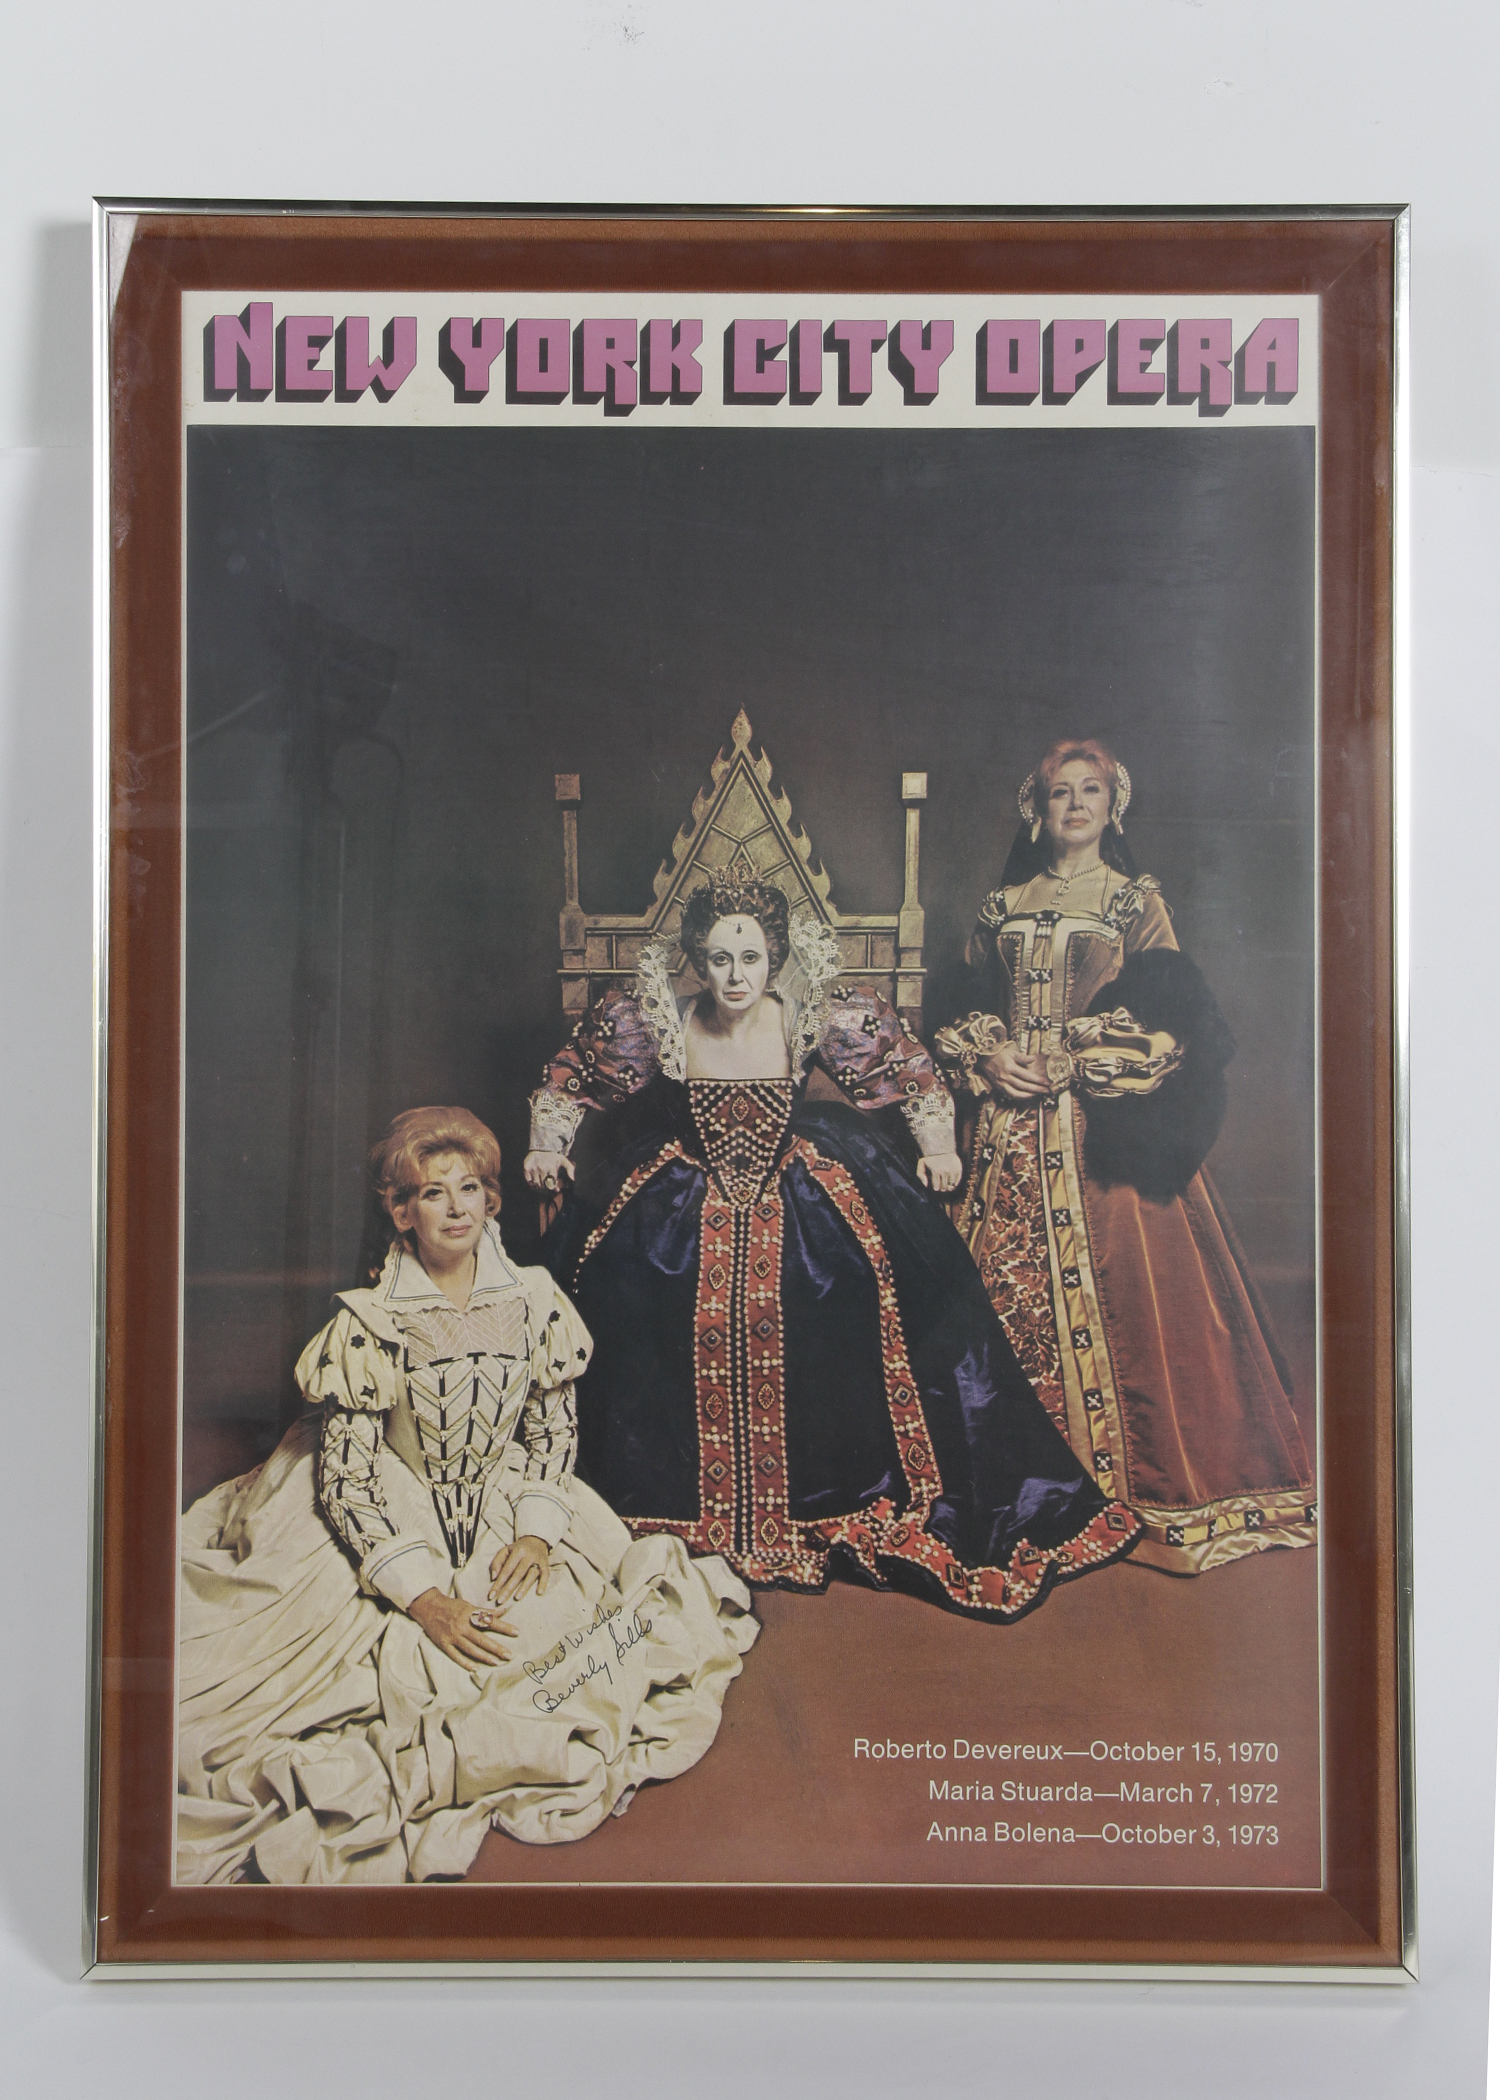 NEW YORK CITY OPERA
Best Wishes
Beverly Sills
Roberto Devereux—October 15, 1970
Maria Stuarda—March 7, 1972
Anna Bolena—October 3, 1973